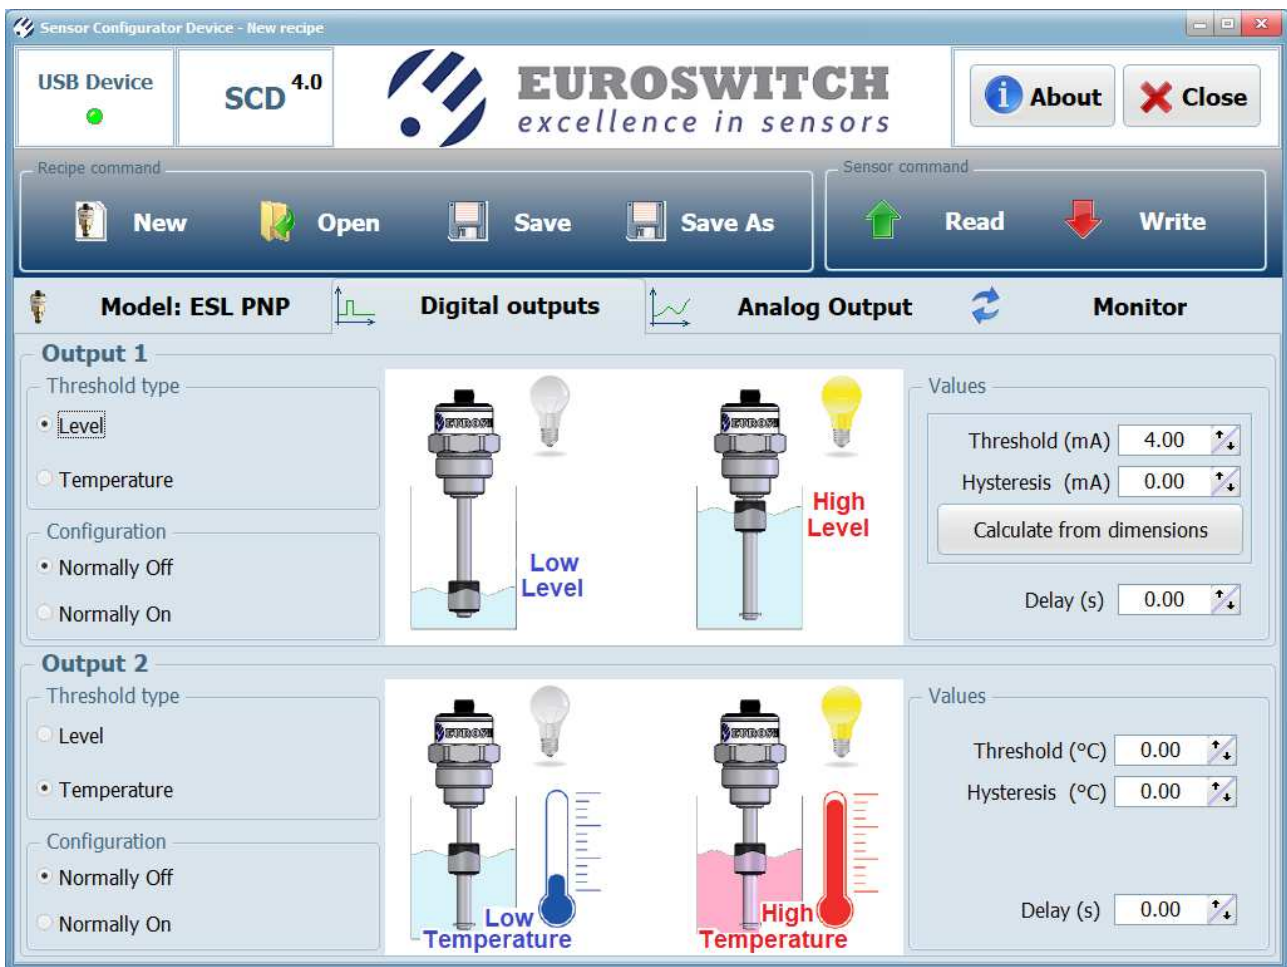 Sensor Configurator Device - New recipe
USB Device
SCD 4.0
EUROSWITCH
excellence in sensors
About
Close
Recipe command
New
Open
Save
Save As
Sensor command
Read
Write
Model: ESL PNP
Digital outputs
Analog Output
Monitor
Output 1
Threshold type
Level
Temperature
Configuration
Normally Off
Normally On
Low
Level
High
Level
Values
Threshold (mA) 4.00
Hysteresis (mA) 0.00
Calculate from dimensions
Delay (s) 0.00
Output 2
Threshold type
Level
Temperature
Configuration
Normally Off
Normally On
Low
Temperature
High
Temperature
Values
Threshold (°C) 0.00
Hysteresis (°C) 0.00
Delay (s) 0.00